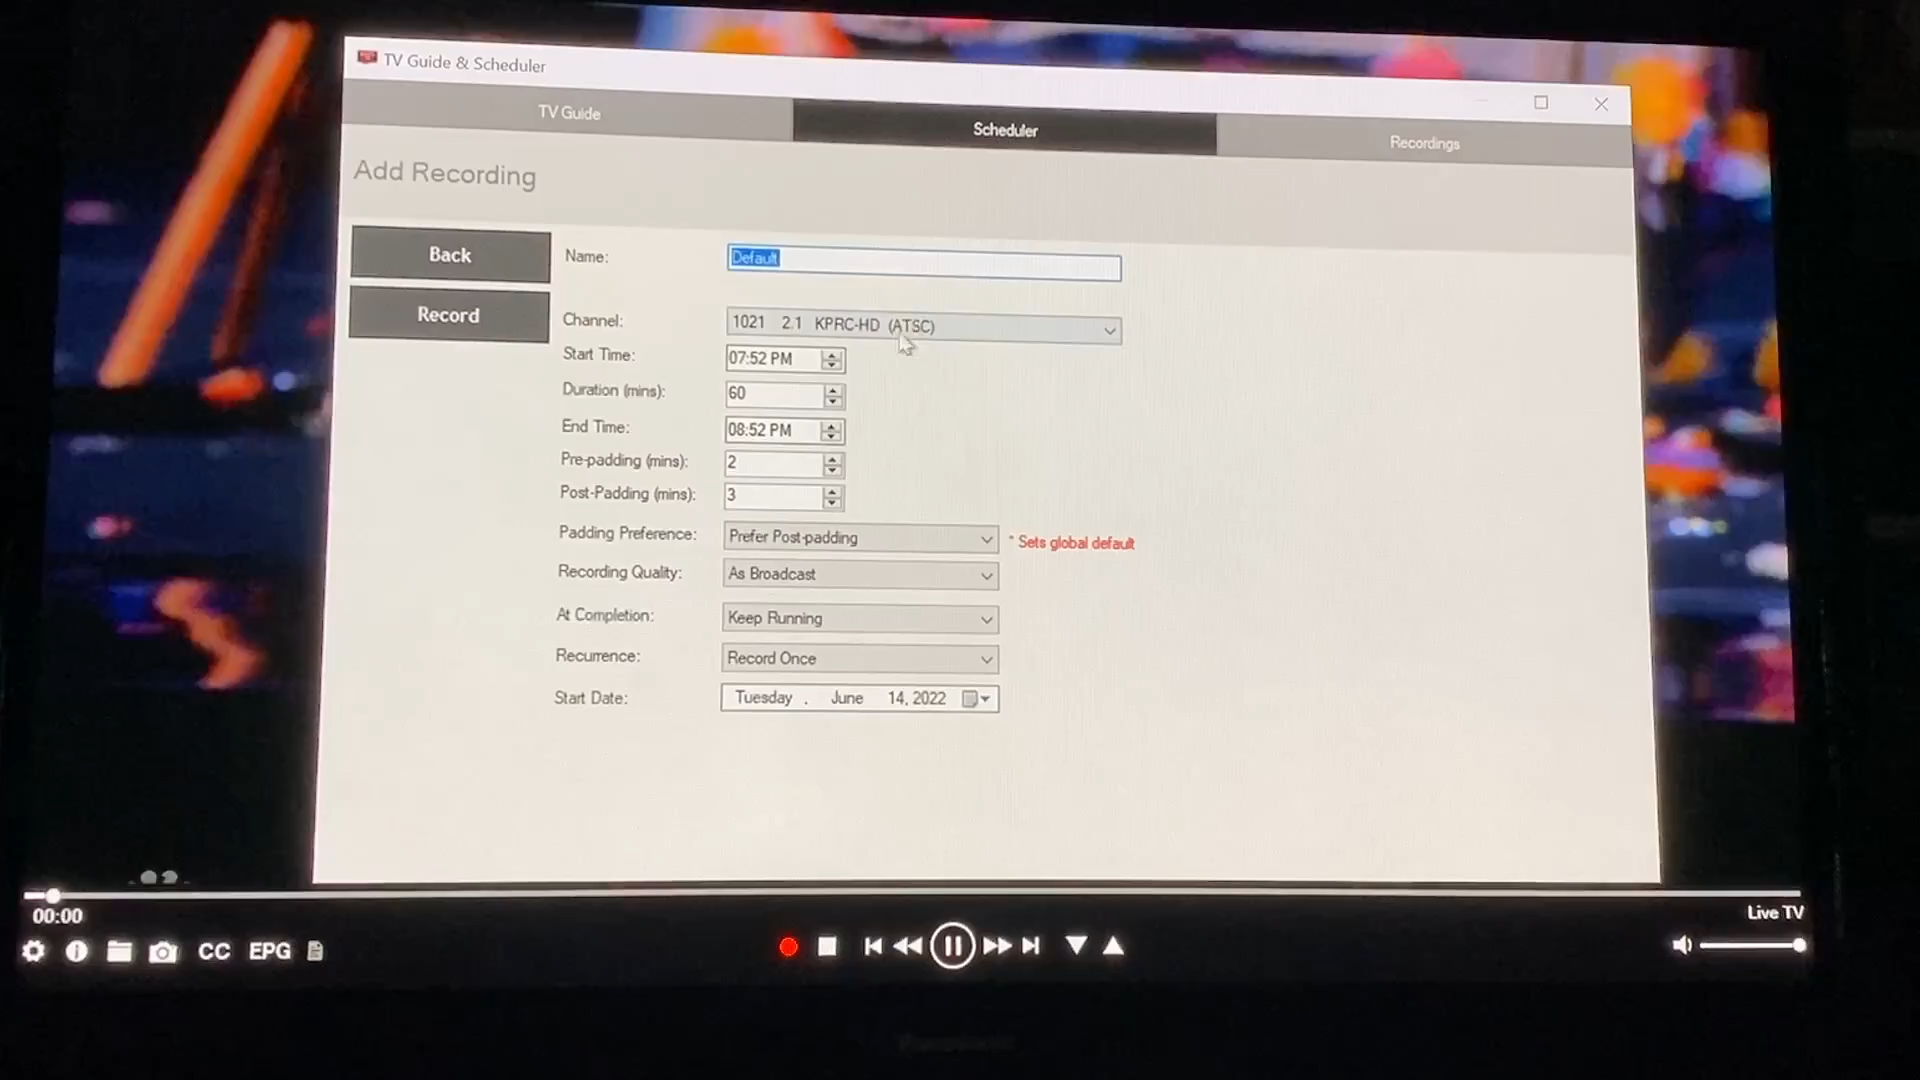 TV Guide & Scheduler
TV Guide
Scheduler
Recordings
Add Recording
Back
Record
Name: Default
Channel: 1021 2.1 KPRC-HD (ATSC)
Start Time: 07:52 PM
Duration (mins): 60
End Time: 08:52 PM
Pre-padding (mins): 2
Post-Padding (mins): 3
Padding Preference: Prefer Post-padding * Sets global default
Recording Quality: As Broadcast
At Completion: Keep Running
Recurrence: Record Once
Start Date: Tuesday . June 14, 2022
00:00
Live TV
CC EPG